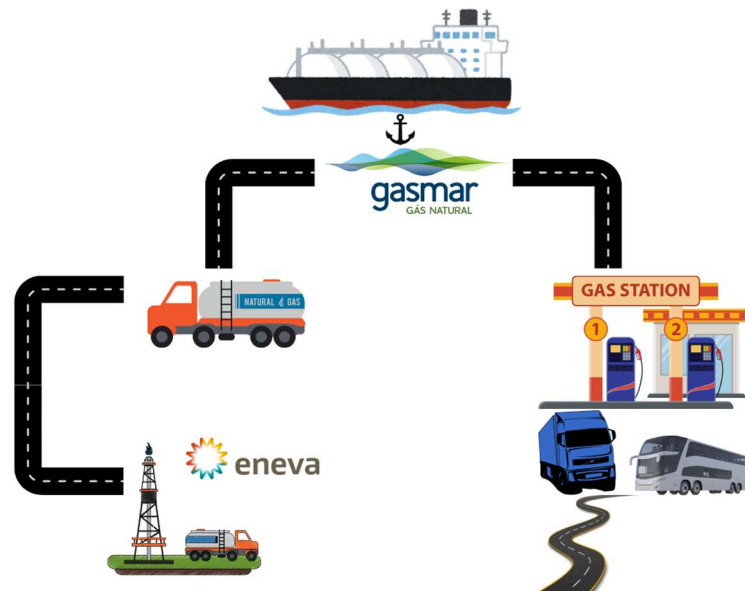 gasmar
GÁS NATURAL
NATURAL GAS
GAS STATION
1
2
eneva